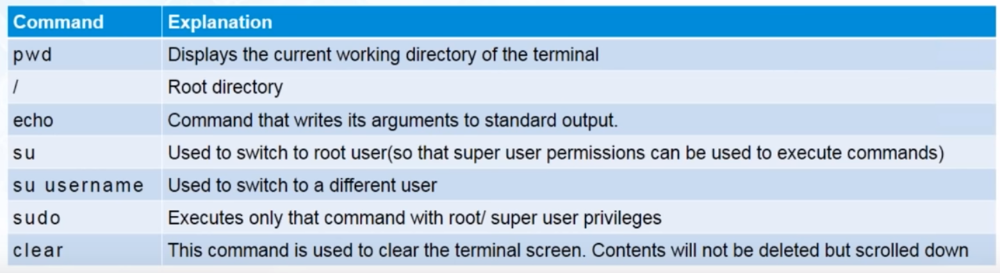 Command Explanation
pwd Displays the current working directory of the terminal
/ Root directory
echo Command that writes its arguments to standard output.
su Used to switch to root user(so that super user permissions can be used to execute commands)
su username Used to switch to a different user
sudo Executes only that command with root/ super user privileges
clear This command is used to clear the terminal screen. Contents will not be deleted but scrolled down